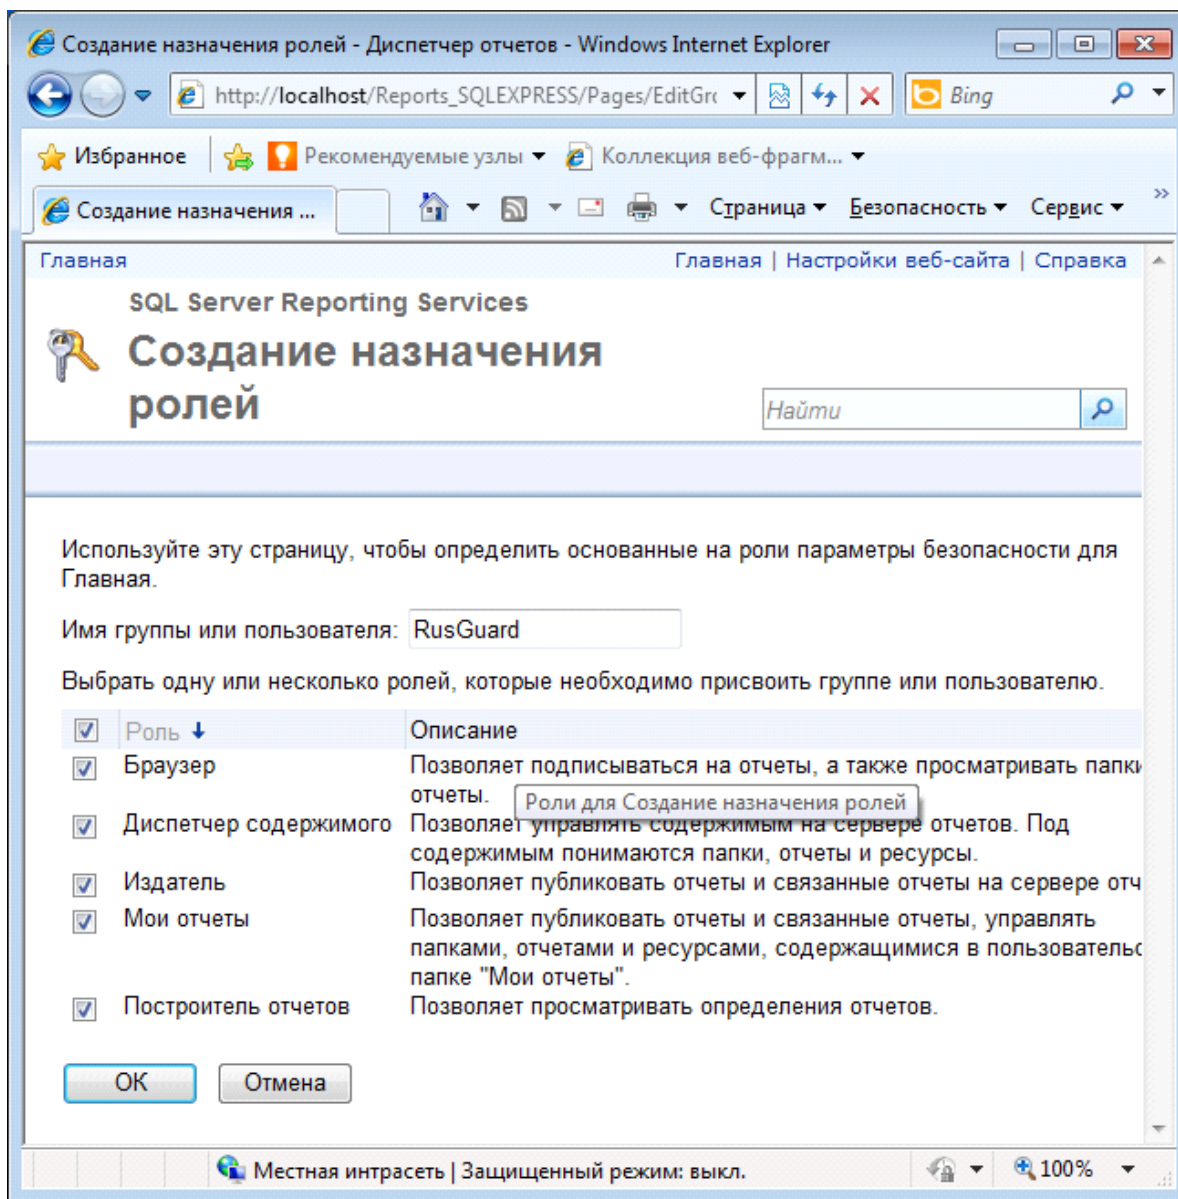 Создание назначения ролей - Диспетчер отчетов - Windows Internet Explorer
http://localhost/Reports_SQLEXPRESS/Pages/EditGrc
Bing
Избранное
Рекомендуемые узлы
Коллекция веб-фрагм...
Создание назначения ...
Страница
Безопасность
Сервис
»
Главная
Главная | Настройки веб-сайта | Справка
SQL Server Reporting Services
Создание назначения
ролей
Найти
Используйте эту страницу, чтобы определить основанные на роли параметры безопасности для
Главная.
Имя группы или пользователя: RusGuard
Выбрать одну или несколько ролей, которые необходимо присвоить группе или пользователю.
Роль Описание
Браузер Позволяет подписываться на отчеты, а также просматривать папки
отчеты.
Роли для Создание назначения ролей
Диспетчер содержимого Позволяет управлять содержимым на сервере отчетов. Под
содержимым понимаются папки, отчеты и ресурсы.
Издатель Позволяет публиковать отчеты и связанные отчеты на сервере отч
Мои отчеты Позволяет публиковать отчеты и связанные отчеты, управлять
папками, отчетами и ресурсами, содержащимися в пользовательс
папке "Мои отчеты".
Построитель отчетов Позволяет просматривать определения отчетов.
ОК Отмена
Местная интрасеть | Защищенный режим: выкл.
100%